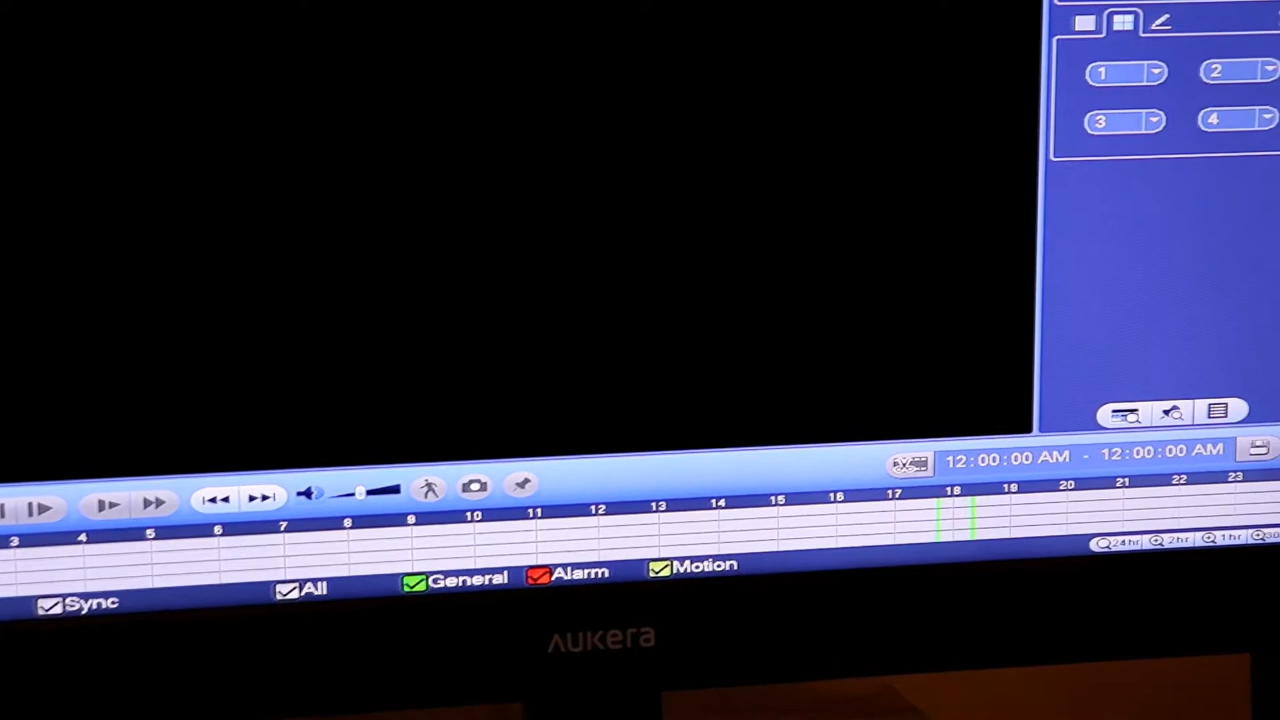 1 2
3 4
12:00:00 AM - 12:00:00 AM
3 4 5 6 7 8 9 10 11 12 13 14 15 16 17 18 19 20 21 22 23
24hr 2hr 1hr 30
Sync All General Alarm Motion
AUKERA